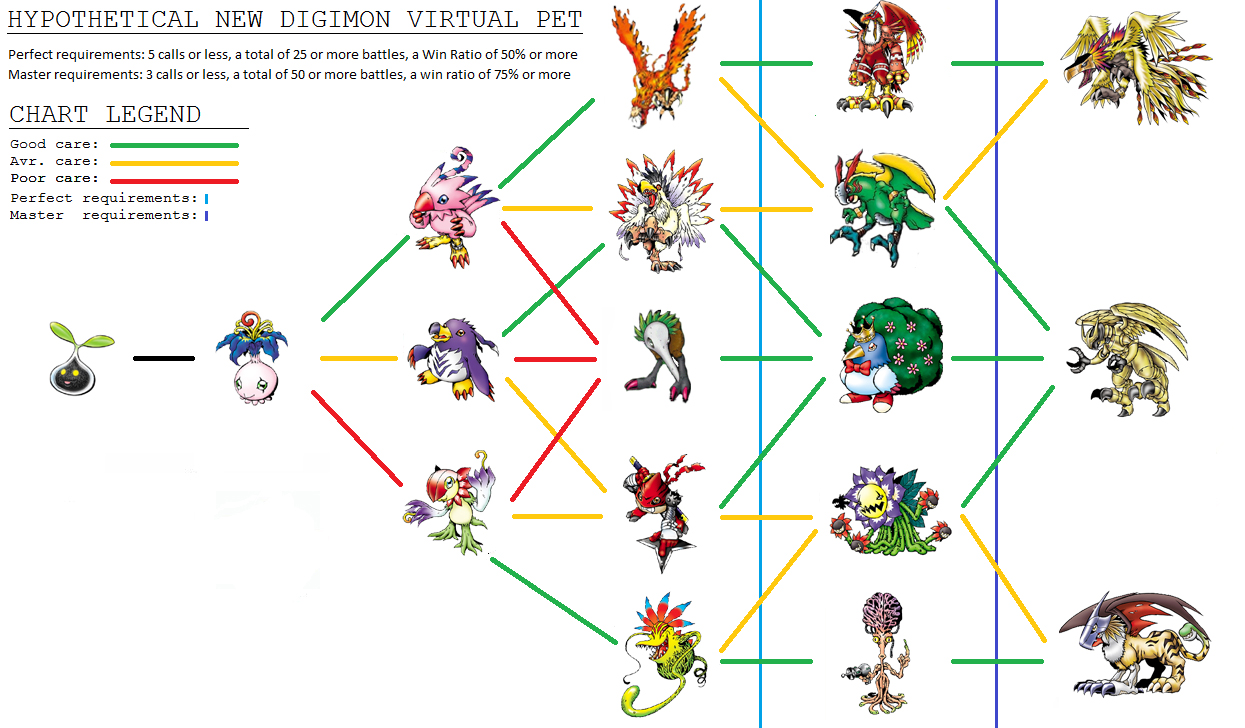 HYPOTHETICAL NEW DIGIMON VIRTUAL PET
Perfect requirements: 5 calls or less, a total of 25 or more battles, a Win Ratio of 50% or more
Master requirements: 3 calls or less, a total of 50 or more battles, a win ratio of 75% or more
CHART LEGEND
Good care:
Avr. care:
Poor care:
Perfect requirements:
Master requirements: